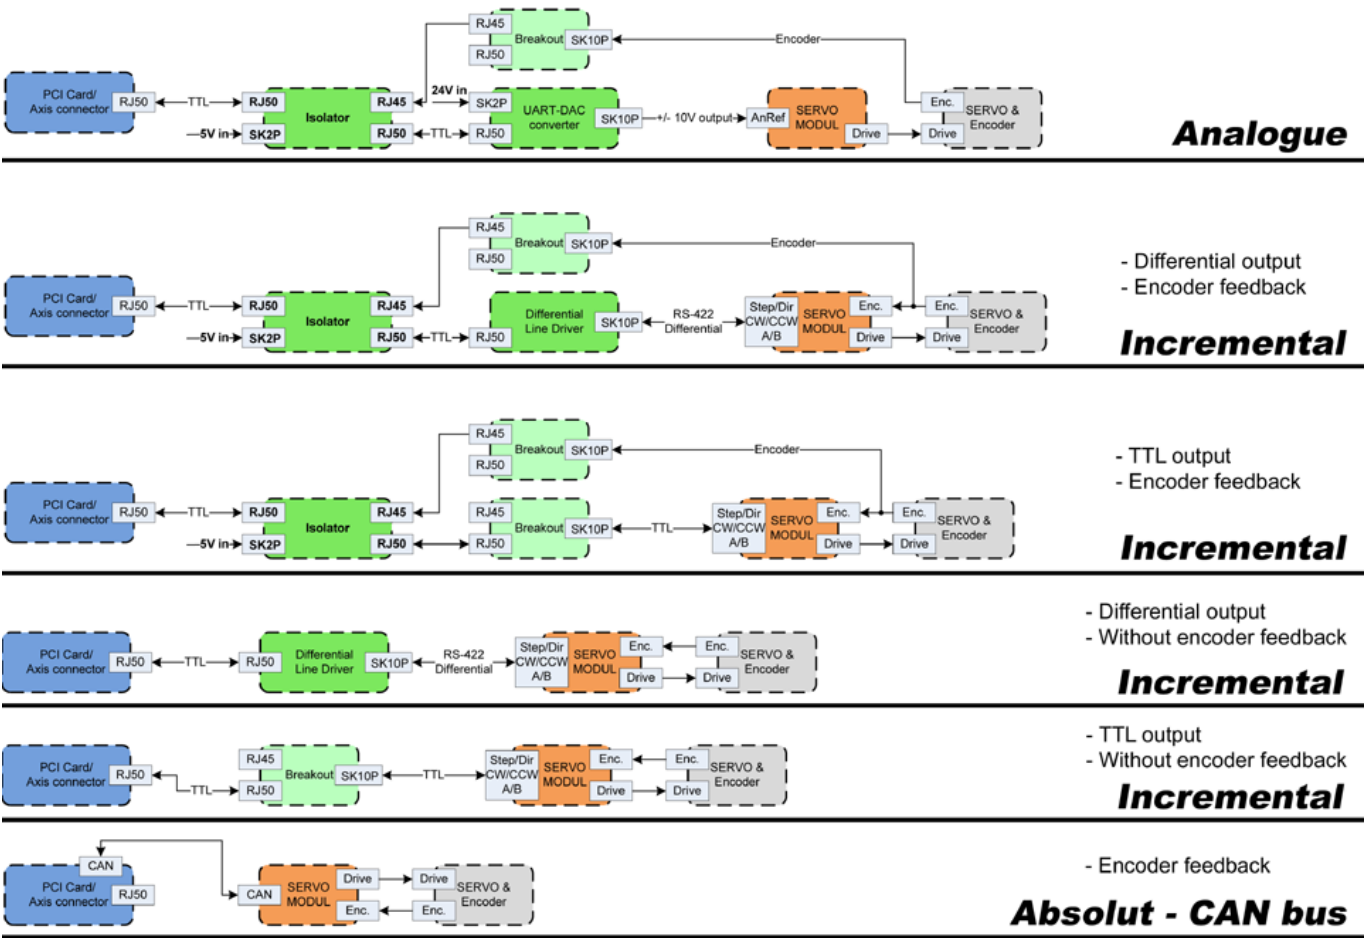 RJ45
Breakout
SK10P
Encoder
RJ50
PCI Card/
Axis connector
RJ50
TTL
RJ50
Isolator
RJ45
24V in
SK2P
UART-DAC
converter
SK10P
+/- 10V output
AnRef
SERVO
MODUL
Enc.
SERVO &
Encoder
5V in
SK2P
RJ50
TTL
RJ50
Drive
Drive
Analogue
RJ45
Breakout
SK10P
Encoder
RJ50
- Differential output
- Encoder feedback
PCI Card/
Axis connector
RJ50
TTL
RJ50
Isolator
RJ45
Differential
Line Driver
SK10P
RS-422
Differential
Step/Dir
CW/CCW
A/B
SERVO
MODUL
Enc.
Enc.
SERVO &
Encoder
5V in
SK2P
RJ50
TTL
RJ50
Drive
Drive
Incremental
RJ45
Breakout
SK10P
Encoder
RJ50
- TTL output
- Encoder feedback
PCI Card/
Axis connector
RJ50
TTL
RJ50
Isolator
RJ45
RJ45
Breakout
SK10P
TTL
Step/Dir
CW/CCW
A/B
SERVO
MODUL
Enc.
Enc.
SERVO &
Encoder
5V in
SK2P
RJ50
RJ50
Drive
Drive
Incremental
- Differential output
- Without encoder feedback
PCI Card/
Axis connector
RJ50
TTL
RJ50
Differential
Line Driver
SK10P
RS-422
Differential
Step/Dir
CW/CCW
A/B
SERVO
MODUL
Enc.
Enc.
SERVO &
Encoder
Drive
Drive
Incremental
- TTL output
- Without encoder feedback
PCI Card/
Axis connector
RJ50
TTL
RJ45
RJ50
Breakout
SK10P
TTL
Step/Dir
CW/CCW
A/B
SERVO
MODUL
Enc.
Enc.
SERVO &
Encoder
Drive
Drive
Incremental
CAN
PCI Card/
Axis connector
RJ50
CAN
SERVO
MODUL
Drive
Drive
SERVO &
Encoder
Enc.
Enc.
- Encoder feedback
Absolut - CAN bus